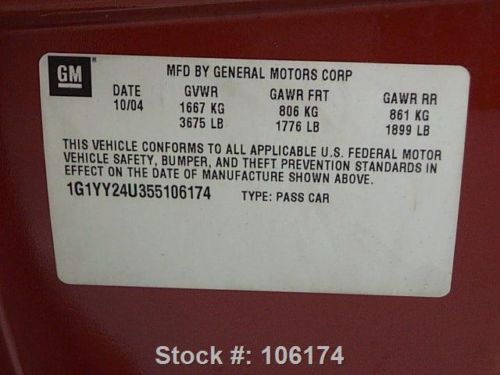 GM
MFD BY GENERAL MOTORS CORP
DATE GVWR GAWR FRT GAWR RR
10/04 1667 KG 806 KG 861 KG
3675 LB 1776 LB 1899 LB
THIS VEHICLE CONFORMS TO ALL APPLICABLE U.S. FEDERAL MOTOR
VEHICLE SAFETY, BUMPER, AND THEFT PREVENTION STANDARDS IN
EFFECT ON THE DATE OF MANUFACTURE SHOWN ABOVE.
1G1YY24U355106174 TYPE: PASS CAR
Stock #: 106174